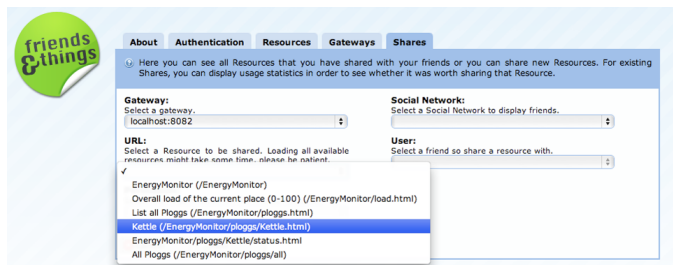 friends
&things
About Authentication Resources Gateways Shares
Here you can see all Resources that you have shared with your friends or you can share new Resources. For existing
Shares, you can display usage statistics in order to see whether it was worth sharing that Resource.
Gateway:
Select a gateway.
localhost:8082
Social Network:
Select a Social Network to display friends.
URL:
Select a Resource to be shared. Loading all available
resources might take some time, please be patient.
User:
Select a friend so share a resource with.
✓
EnergyMonitor (/EnergyMonitor)
Overall load of the current place (0-100) (/EnergyMonitor/load.html)
List all Ploggs (/EnergyMonitor/ploggs.html)
Kettle (/EnergyMonitor/ploggs/Kettle.html)
EnergyMonitor/ploggs/Kettle/status.html
All Ploggs (/EnergyMonitor/ploggs/all)